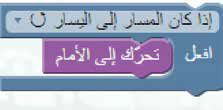 إذا كان المسار إلى اليسار
افعل تحرّك إلى الأمام